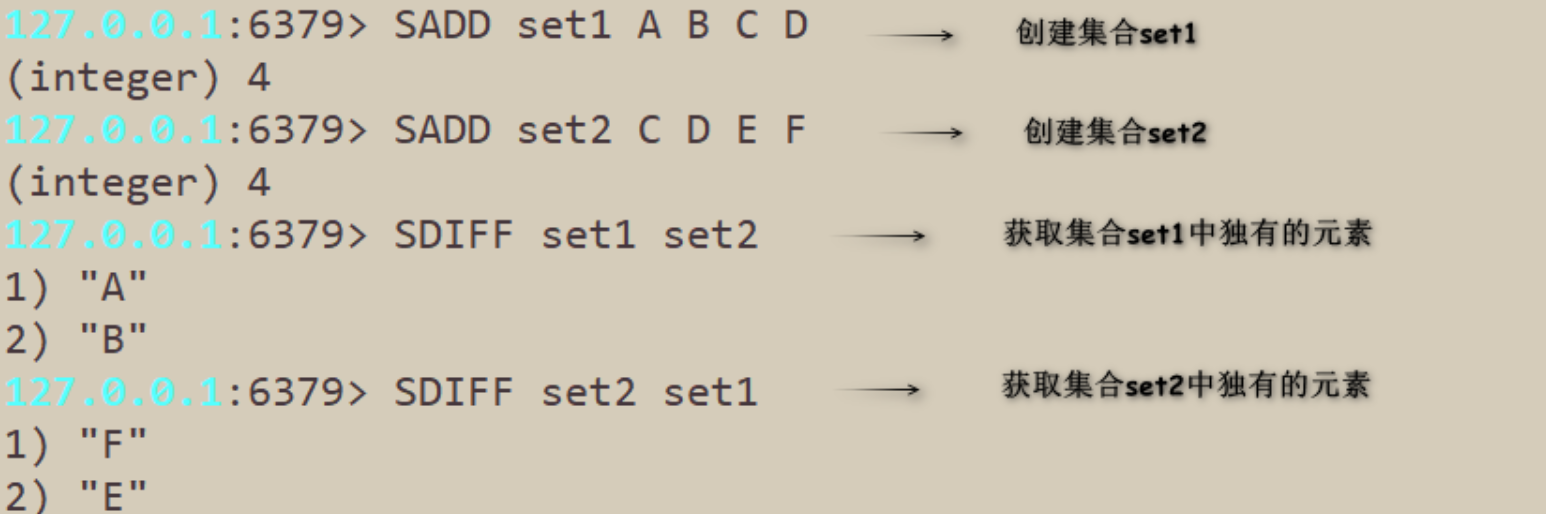 127.0.0.1:6379> SADD set1 A B C D 创建集合set1
(integer) 4
127.0.0.1:6379> SADD set2 C D E F 创建集合set2
(integer) 4
127.0.0.1:6379> SDIFF set1 set2 获取集合set1中独有的元素
1) "A"
2) "B"
127.0.0.1:6379> SDIFF set2 set1 获取集合set2中独有的元素
1) "F"
2) "E"